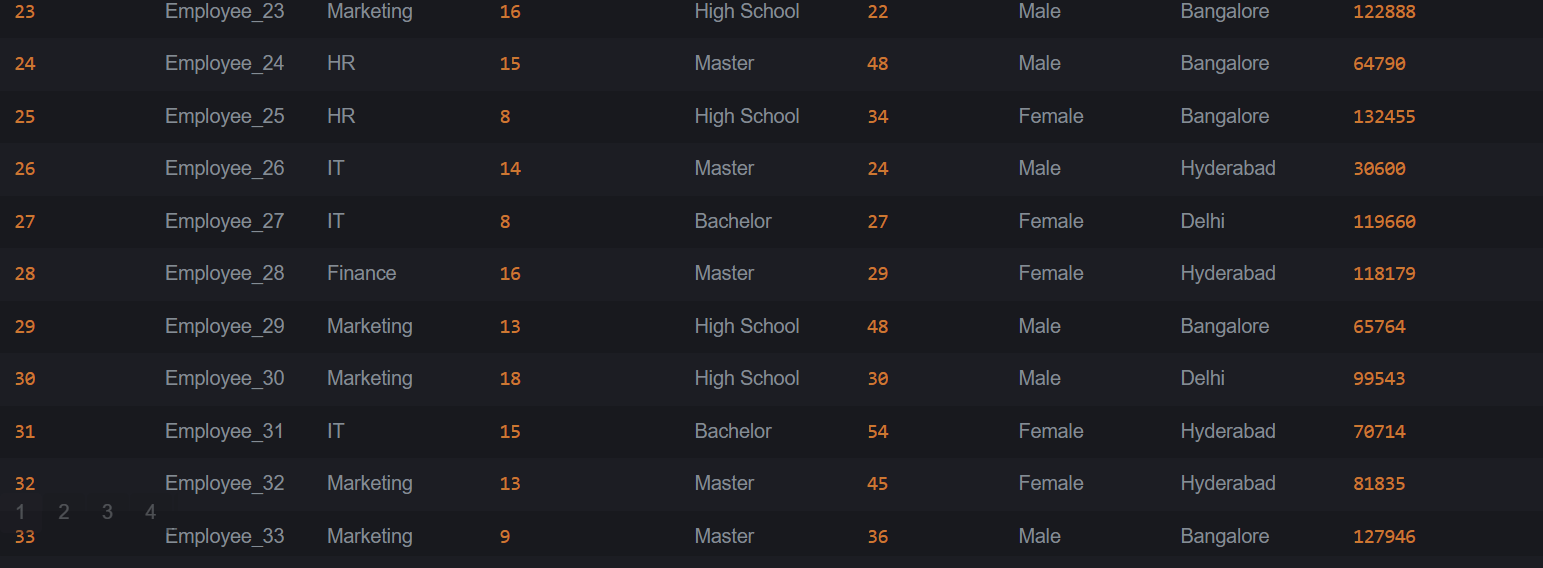 23 Employee_23 Marketing 16 High School 22 Male Bangalore 122888
24 Employee_24 HR 15 Master 48 Male Bangalore 64790
25 Employee_25 HR 8 High School 34 Female Bangalore 132455
26 Employee_26 IT 14 Master 24 Male Hyderabad 30600
27 Employee_27 IT 8 Bachelor 27 Female Delhi 119660
28 Employee_28 Finance 16 Master 29 Female Hyderabad 118179
29 Employee_29 Marketing 13 High School 48 Male Bangalore 65764
30 Employee_30 Marketing 18 High School 30 Male Delhi 99543
31 Employee_31 IT 15 Bachelor 54 Female Hyderabad 70714
32 Employee_32 Marketing 13 Master 45 Female Hyderabad 81835
1 2 3 4
33 Employee_33 Marketing 9 Master 36 Male Bangalore 127946